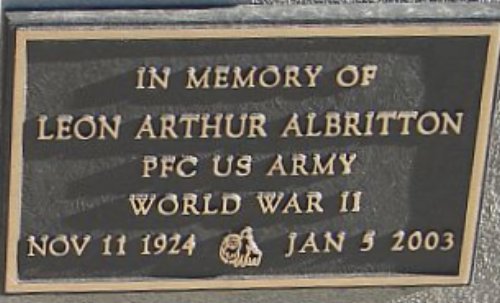 IN MEMORY OF
LEON ARTHUR ALBRITTON
PFC US ARMY
WORLD WAR II
NOV 11 1924 JAN 5 2003